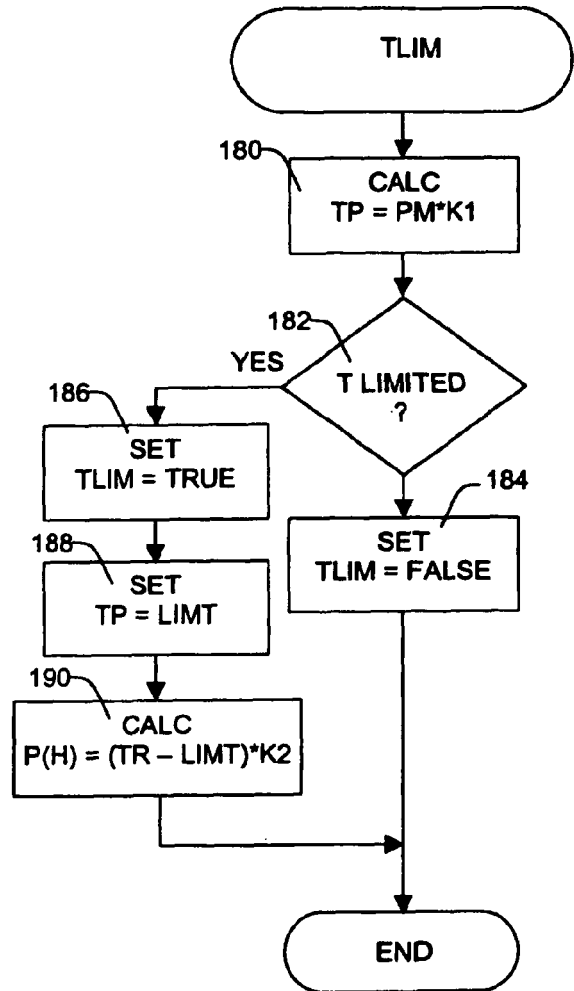 TLIM
180
CALC
TP = PM*K1
182
YES
T LIMITED
?
186
SET
TLIM = TRUE
184
SET
TLIM = FALSE
188
SET
TP = LIMT
190
CALC
P(H) = (TR – LIMT)*K2
END